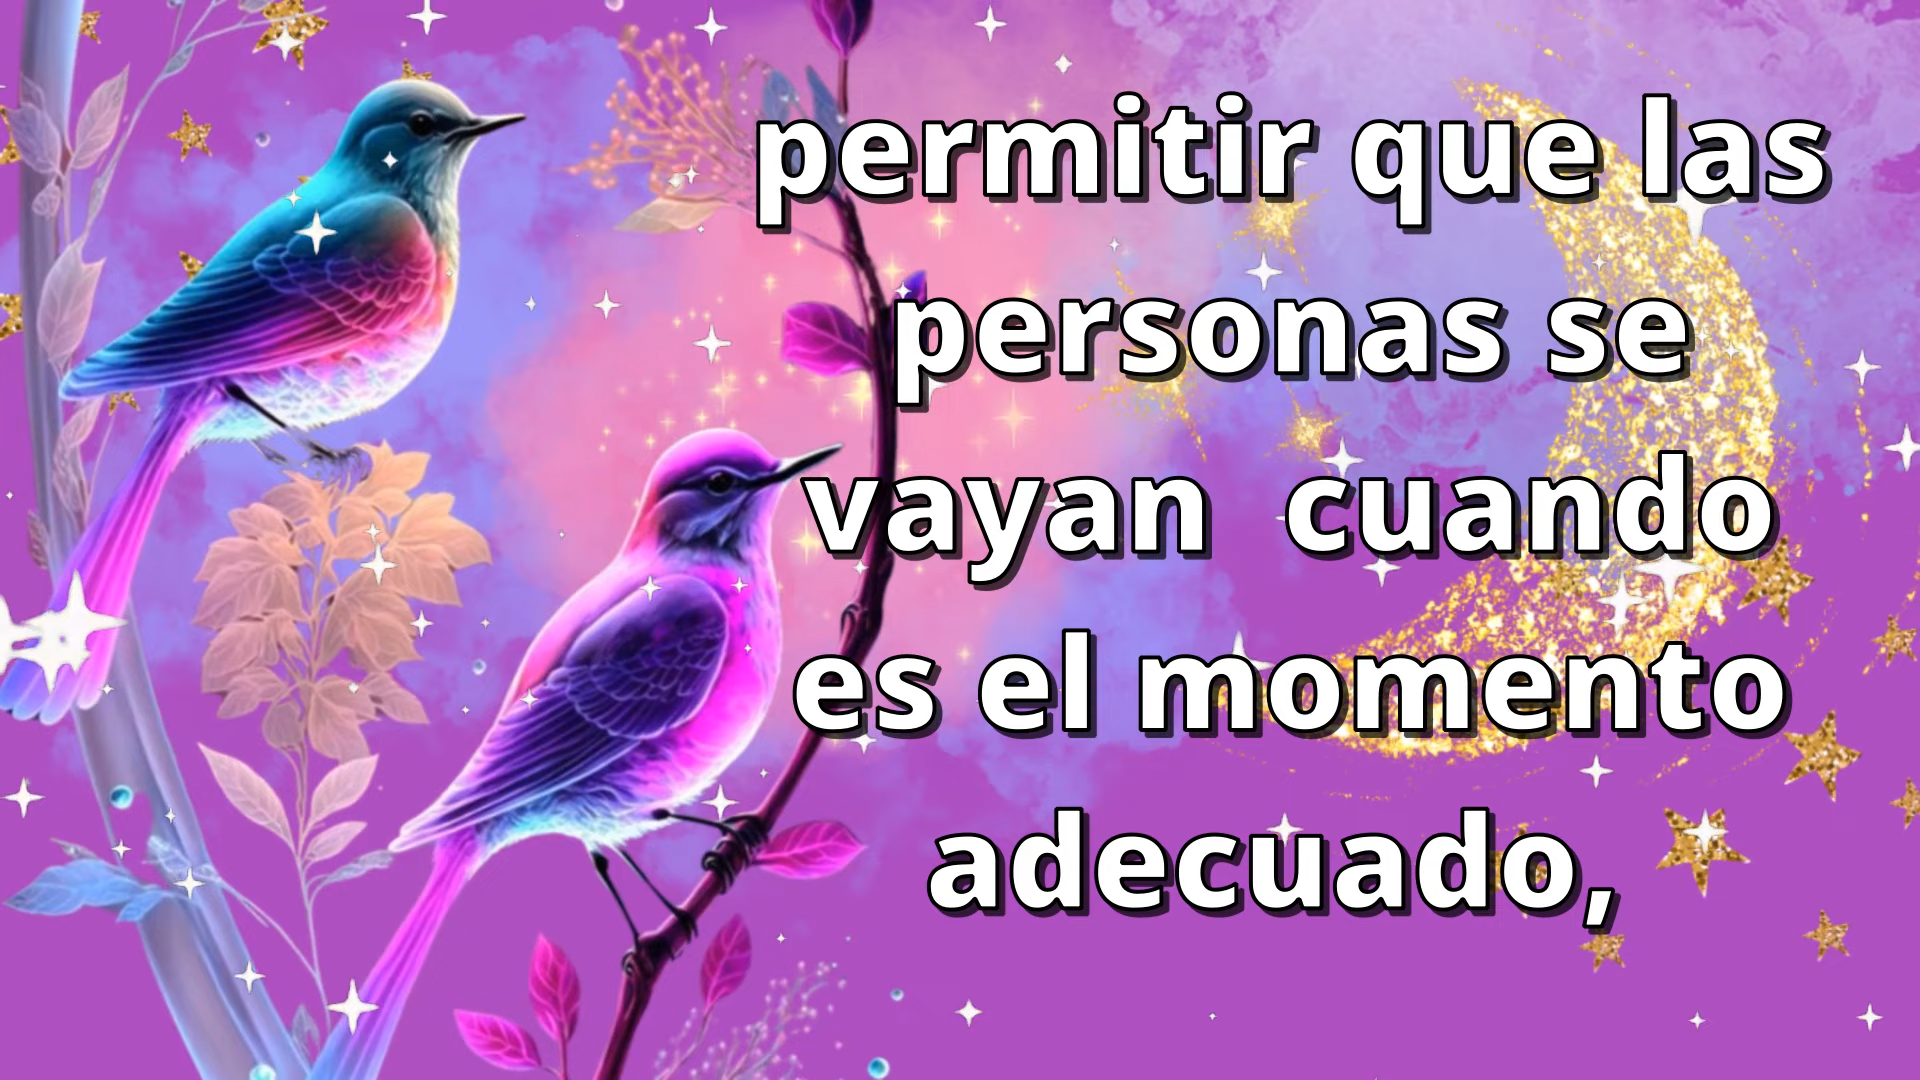 permitir que las
personas se
vayan  cuando
es el momento
adecuado,